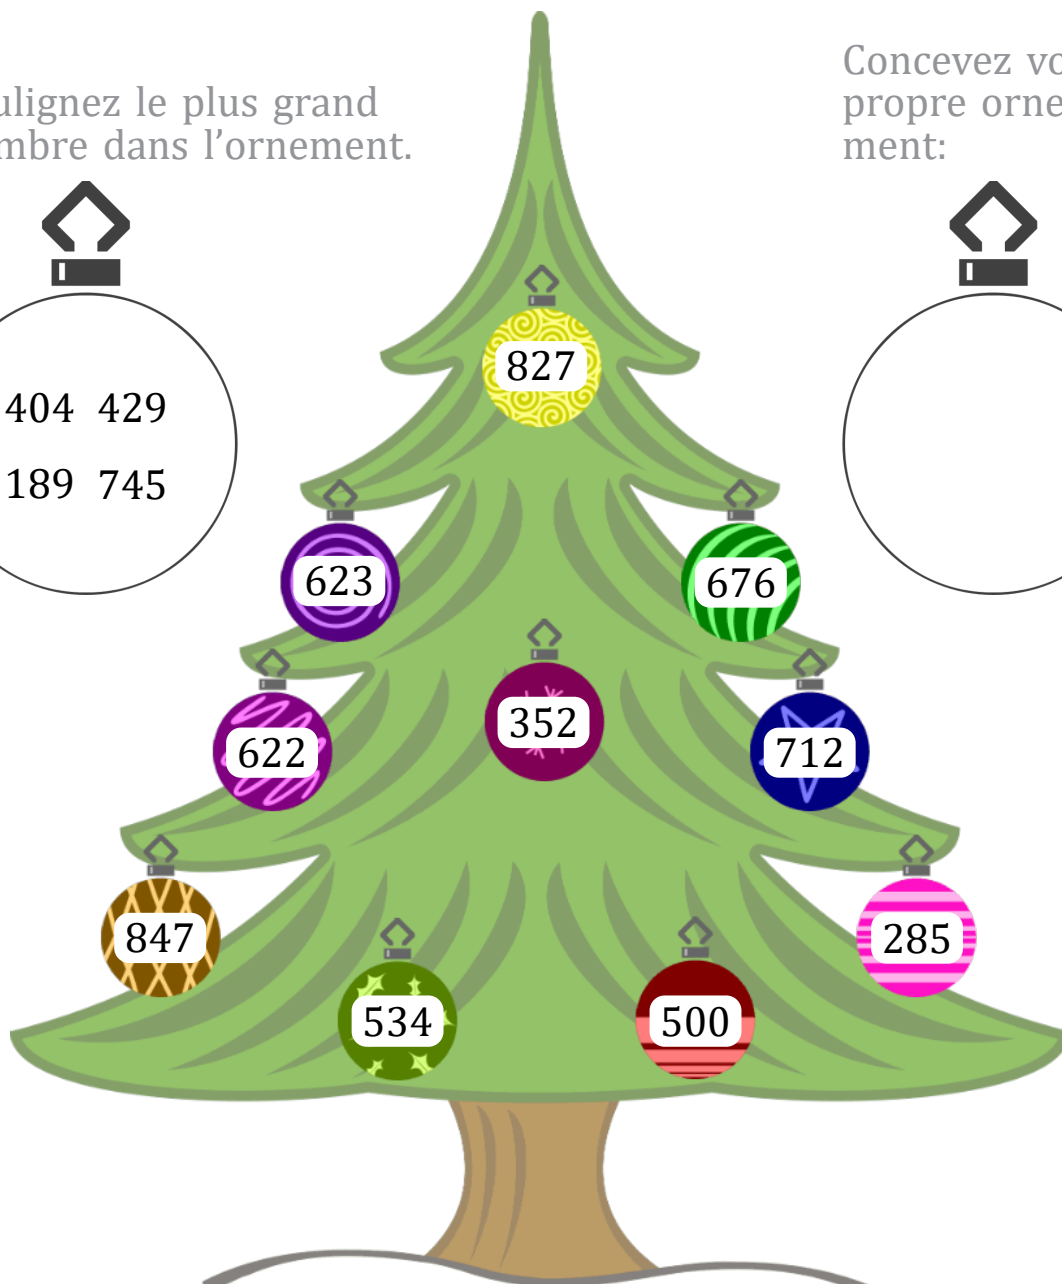 ulignez le plus grand
mbre dans l'ornement.
Concevez vo
propre orne
ment:
404 429
189 745
827
623
676
622
352
712
847
285
534
500